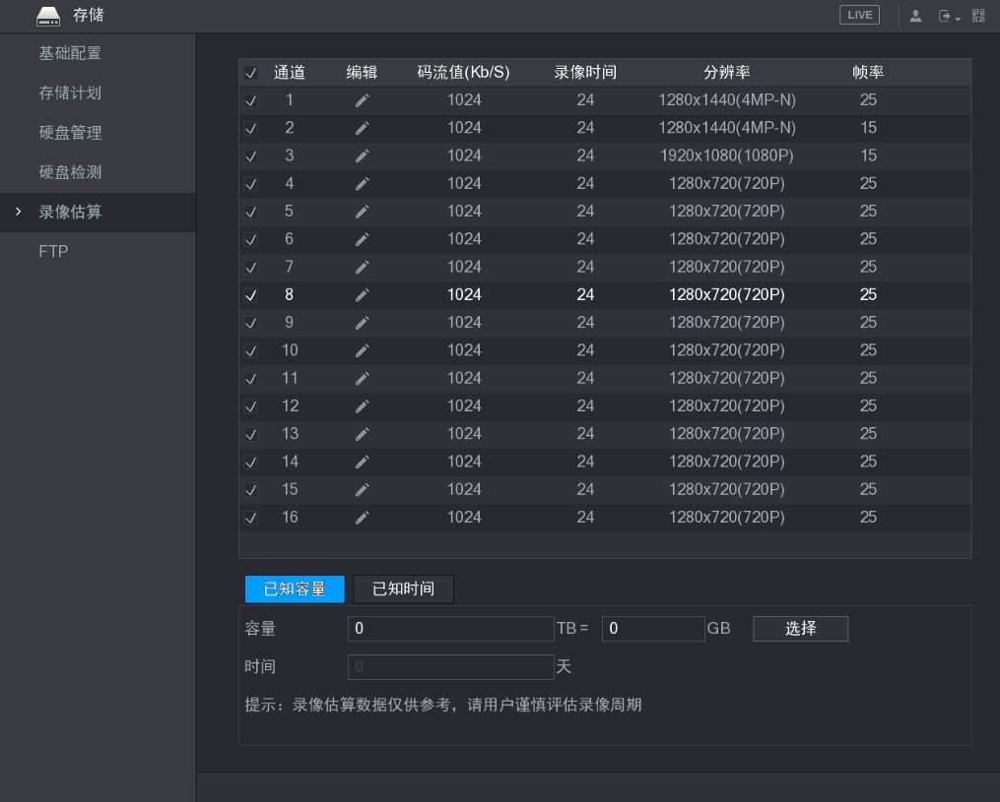 存储
LIVE
基础配置
存储计划
硬盘管理
硬盘检测
录像估算
FTP
通道 编辑 码流值(Kb/S) 录像时间 分辨率 帧率
1 1024 24 1280x1440(4MP-N) 25
2 1024 24 1280x1440(4MP-N) 15
3 1024 24 1920x1080(1080P) 15
4 1024 24 1280x720(720P) 25
5 1024 24 1280x720(720P) 25
6 1024 24 1280x720(720P) 25
7 1024 24 1280x720(720P) 25
8 1024 24 1280x720(720P) 25
9 1024 24 1280x720(720P) 25
10 1024 24 1280x720(720P) 25
11 1024 24 1280x720(720P) 25
12 1024 24 1280x720(720P) 25
13 1024 24 1280x720(720P) 25
14 1024 24 1280x720(720P) 25
15 1024 24 1280x720(720P) 25
16 1024 24 1280x720(720P) 25
已知容量 已知时间
容量 0 TB = 0 GB 选择
时间 0 天
提示：录像估算数据仅供参考，请用户谨慎评估录像周期